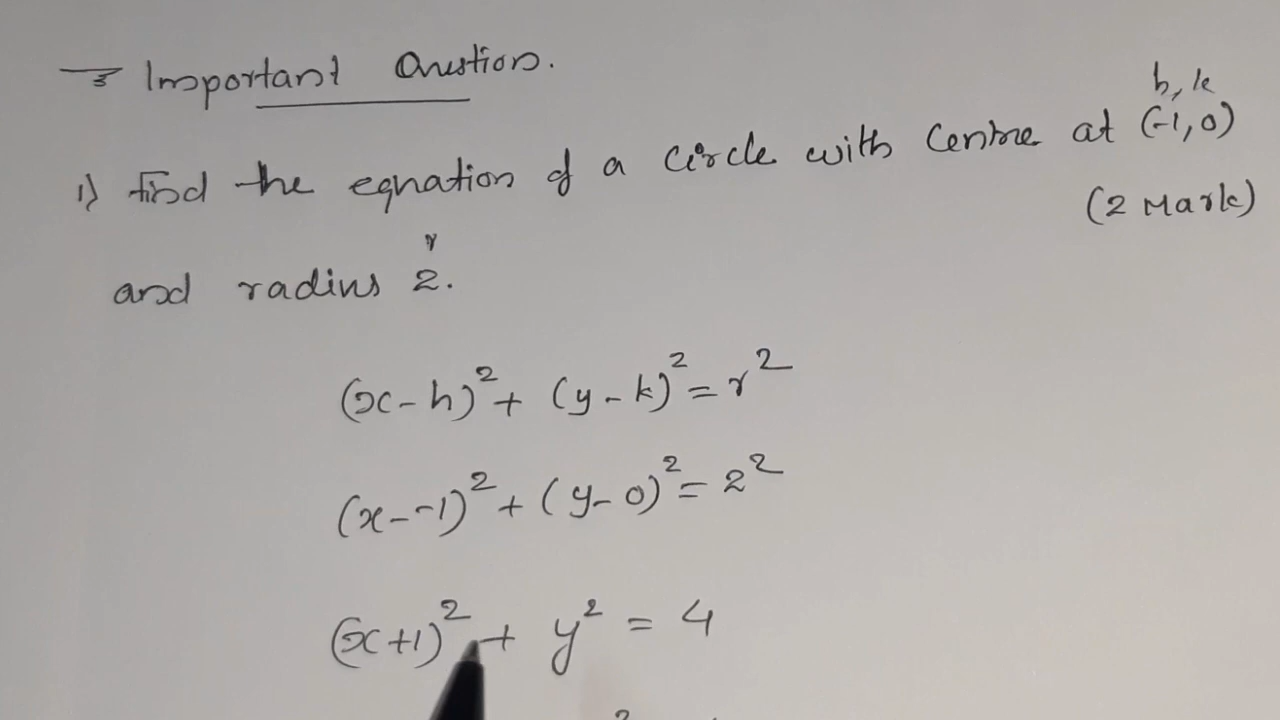 → Important Question.
h, k
1) Find the equation of a circle with centre at (-1, 0)
(2 Mark)
r
and radius 2.
(x - h)² + (y - k)² = r²
(x - -1)² + (y - 0)² = 2²
(x + 1)² + y² = 4